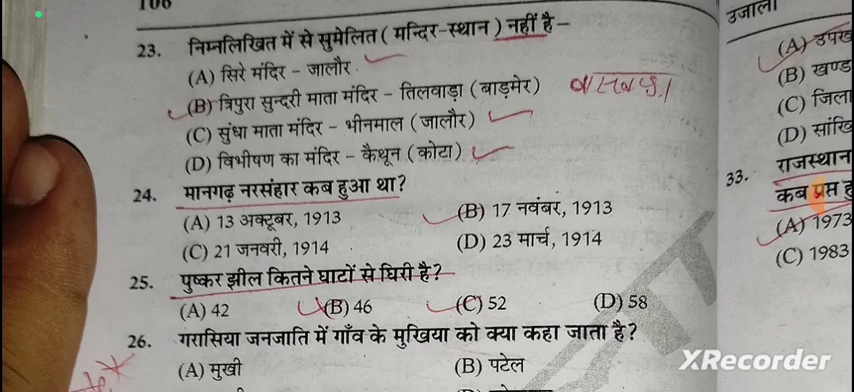 106
23. निम्नलिखित में से सुमेलित ( मन्दिर-स्थान ) नहीं है –
(A) सिरे मंदिर – जालौर
(B) त्रिपुरा सुन्दरी माता मंदिर – तिलवाड़ा ( बाड़मेर )
(C) सुंधा माता मंदिर – भीनमाल ( जालौर )
(D) विभीषण का मंदिर – कैथून ( कोटा )
24. मानगढ़ नरसंहार कब हुआ था?
(A) 13 अक्टूबर, 1913 (B) 17 नवंबर, 1913
(C) 21 जनवरी, 1914 (D) 23 मार्च, 1914
25. पुष्कर झील कितने घाटों से घिरी है?
(A) 42 (B) 46 (C) 52 (D) 58
26. गरासिया जनजाति में गाँव के मुखिया को क्या कहा जाता है?
(A) मुखी (B) पटेल
उजाला
(A) उपख
(B) खण्ड
(C) जिला
(D) सांखि
33. राजस्थान
कब प्रप्त हु
(A) 1973
(C) 1983
XRecorder